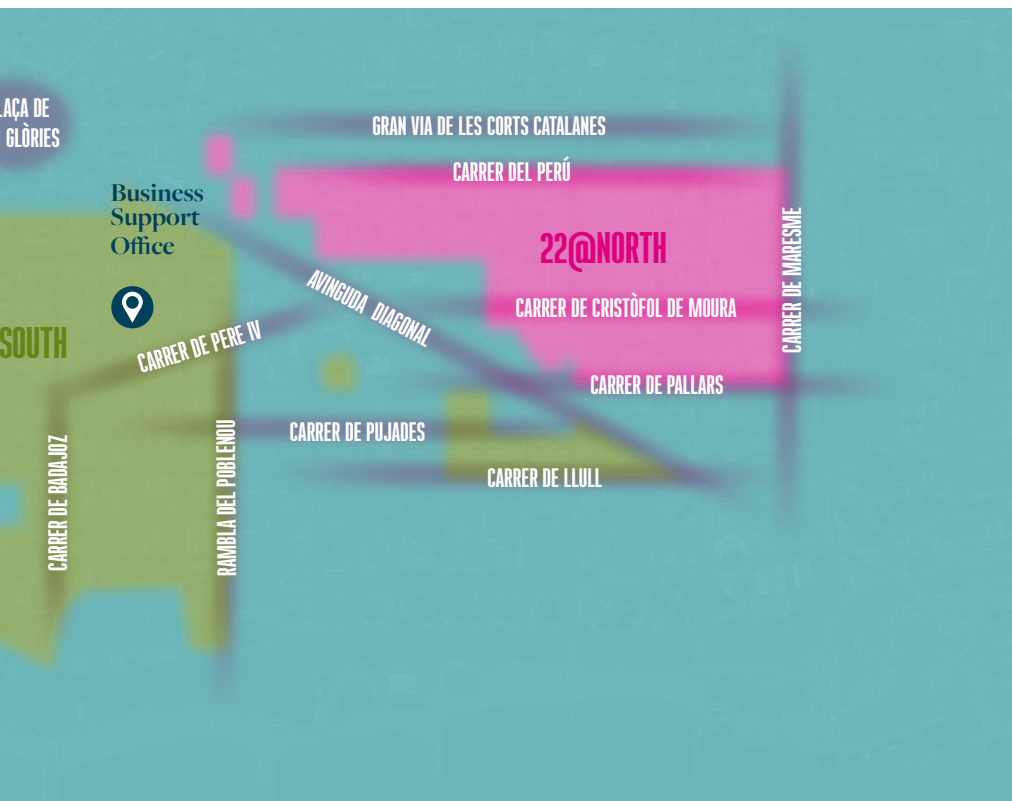 LAÇA DE
GLÒRIES
GRAN VIA DE LES CORTS CATALANES
CARRER DEL PERÚ
Business
Support
Office
22@NORTH
CARRER DE MARESME
AVINGUDA DIAGONAL
CARRER DE CRISTÒFOL DE MOURA
SOUTH
CARRER DE PERE IV
CARRER DE PALLARS
CARRER DE PUJADES
CARRER DE BADAJOZ
RAMBLA DEL POBLENOU
CARRER DE LLULL